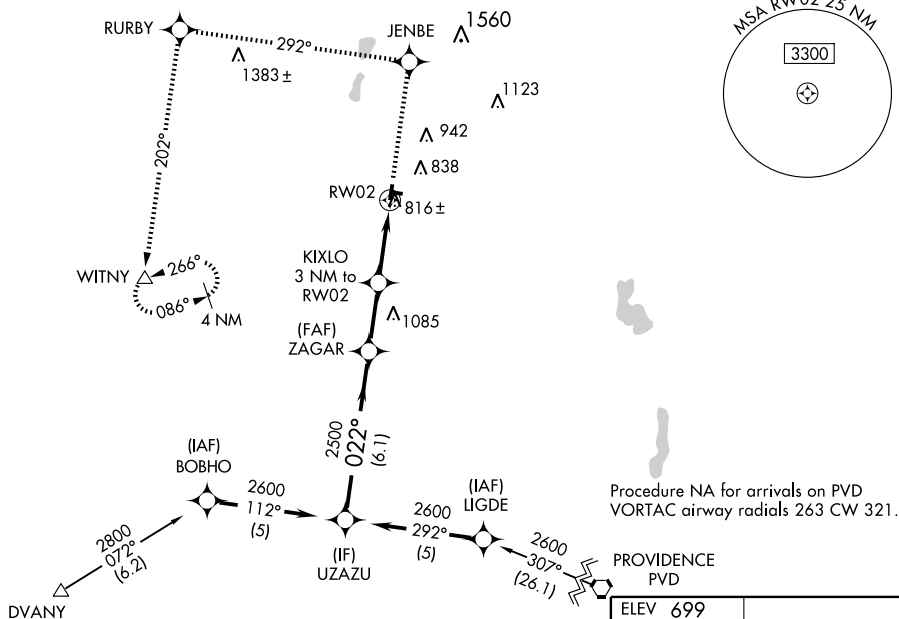 RURBY
292°
JENBE
1560
1383 ±
1123
MSA RW02 25 NM
3300
942
838
202°
RW02
816 ±
WITNY
266°
086°
4 NM
KIXLO
3 NM to
RW02
1085
(FAF)
ZAGAR
2500
022°
(6.1)
(IAF)
BOBHO
2600
112°
(5)
(IAF)
LIGDE
2600
292°
(5)
Procedure NA for arrivals on PVD
VORTAC airway radials 263 CW 321.
2800
072°
(6.2)
DVANY
(IF)
UZAZU
2600
307°
(26.1)
PROVIDENCE
PVD
ELEV 699